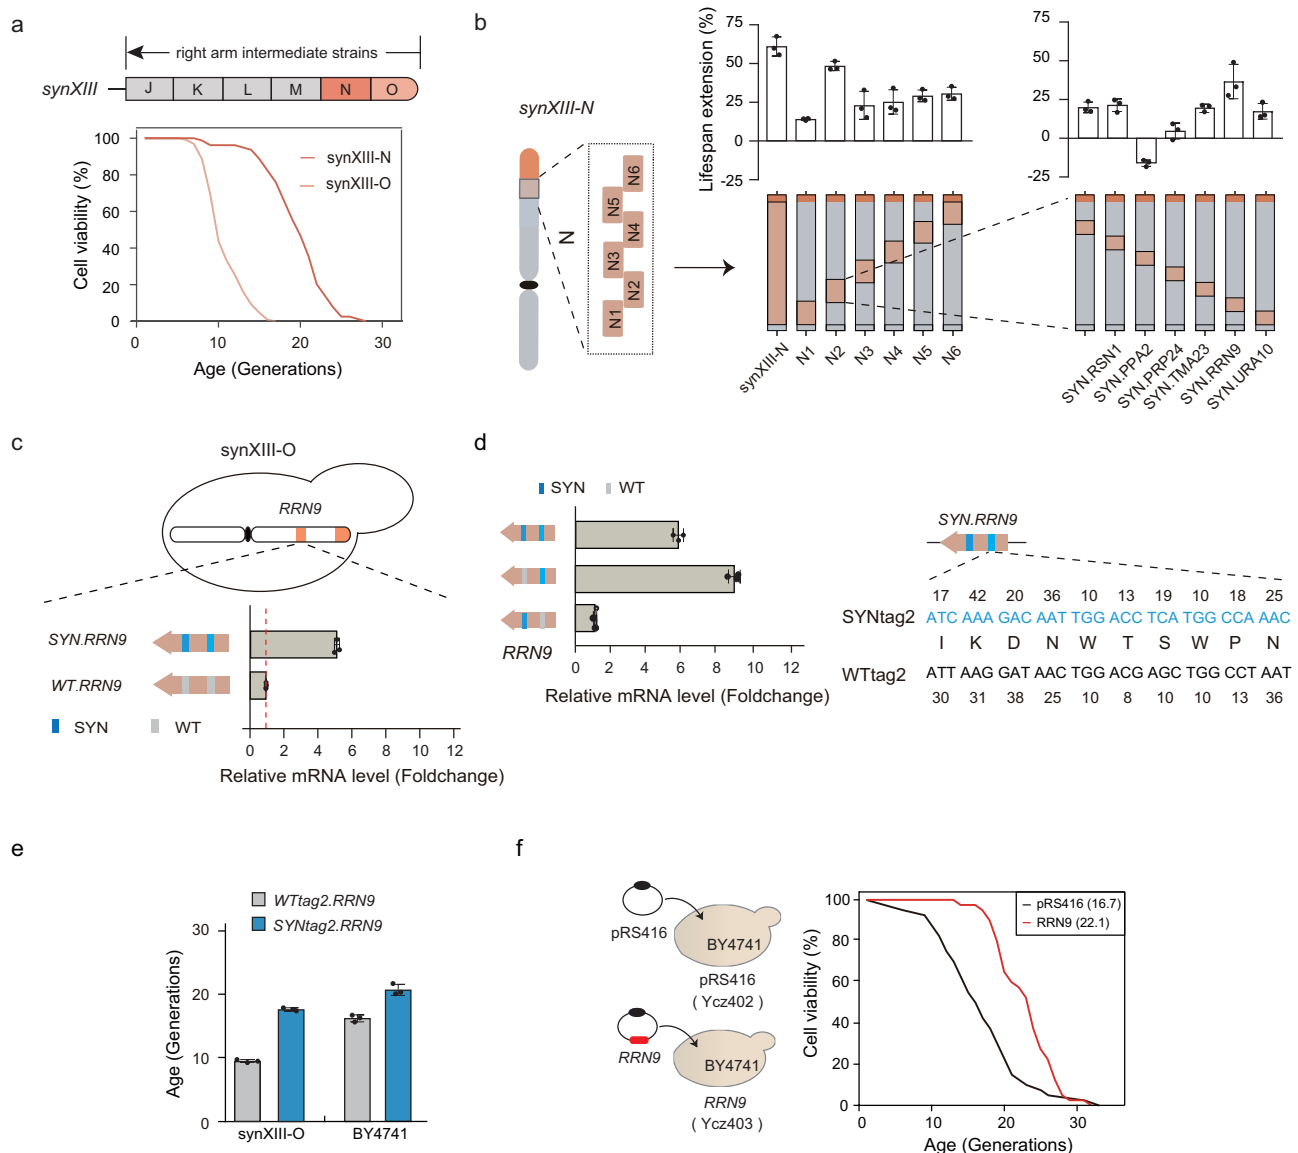 a
right arm intermediate strains
synXIII
J K L M N O
Cell viability (%)
100
80
60
40
20
0
synXIII-N
synXIII-O
0 10 20 30
Age (Generations)
b
synXIII-N
N
N6
N5
N4
N3
N2
N1
Lifespan extension (%)
75
50
25
0
-25
synXIII-N N1 N2 N3 N4 N5 N6
75
50
25
0
-25
SYN.RSN1
SYN.PPA2
SYN.PRP24
SYN.TMA23
SYN.RRN9
SYN.URA10
c
synXIII-O
RRN9
SYN.RRN9
WT.RRN9
SYN WT
0 2 4 6 8 10 12
Relative mRNA level (Foldchange)
d
SYN WT
RRN9
0 2 4 6 8 10 12
Relative mRNA level (Foldchange)
SYN.RRN9
17 42 20 36 10 13 16 10 18 25
SYNtag2 ATC AAA GAC AAT TGG ACC TCA TGG CCA AAC
I K D N W T S W P N
WTtag2 ATT AAG GAT AAC TGG ACG AGC TGG CCT AAT
30 31 38 25 10 8 10 10 13 36
e
WTtag2.RRN9
SYNtag2.RRN9
Age (Generations)
30
20
10
0
synXIII-O BY4741
f
pRS416
BY4741
pRS416
( Ycz402 )
RRN9
BY4741
RRN9
( Ycz403 )
Cell viability (%)
100
80
60
40
20
0
pRS416 (16.7)
RRN9 (22.1)
0 10 20 30
Age (Generations)